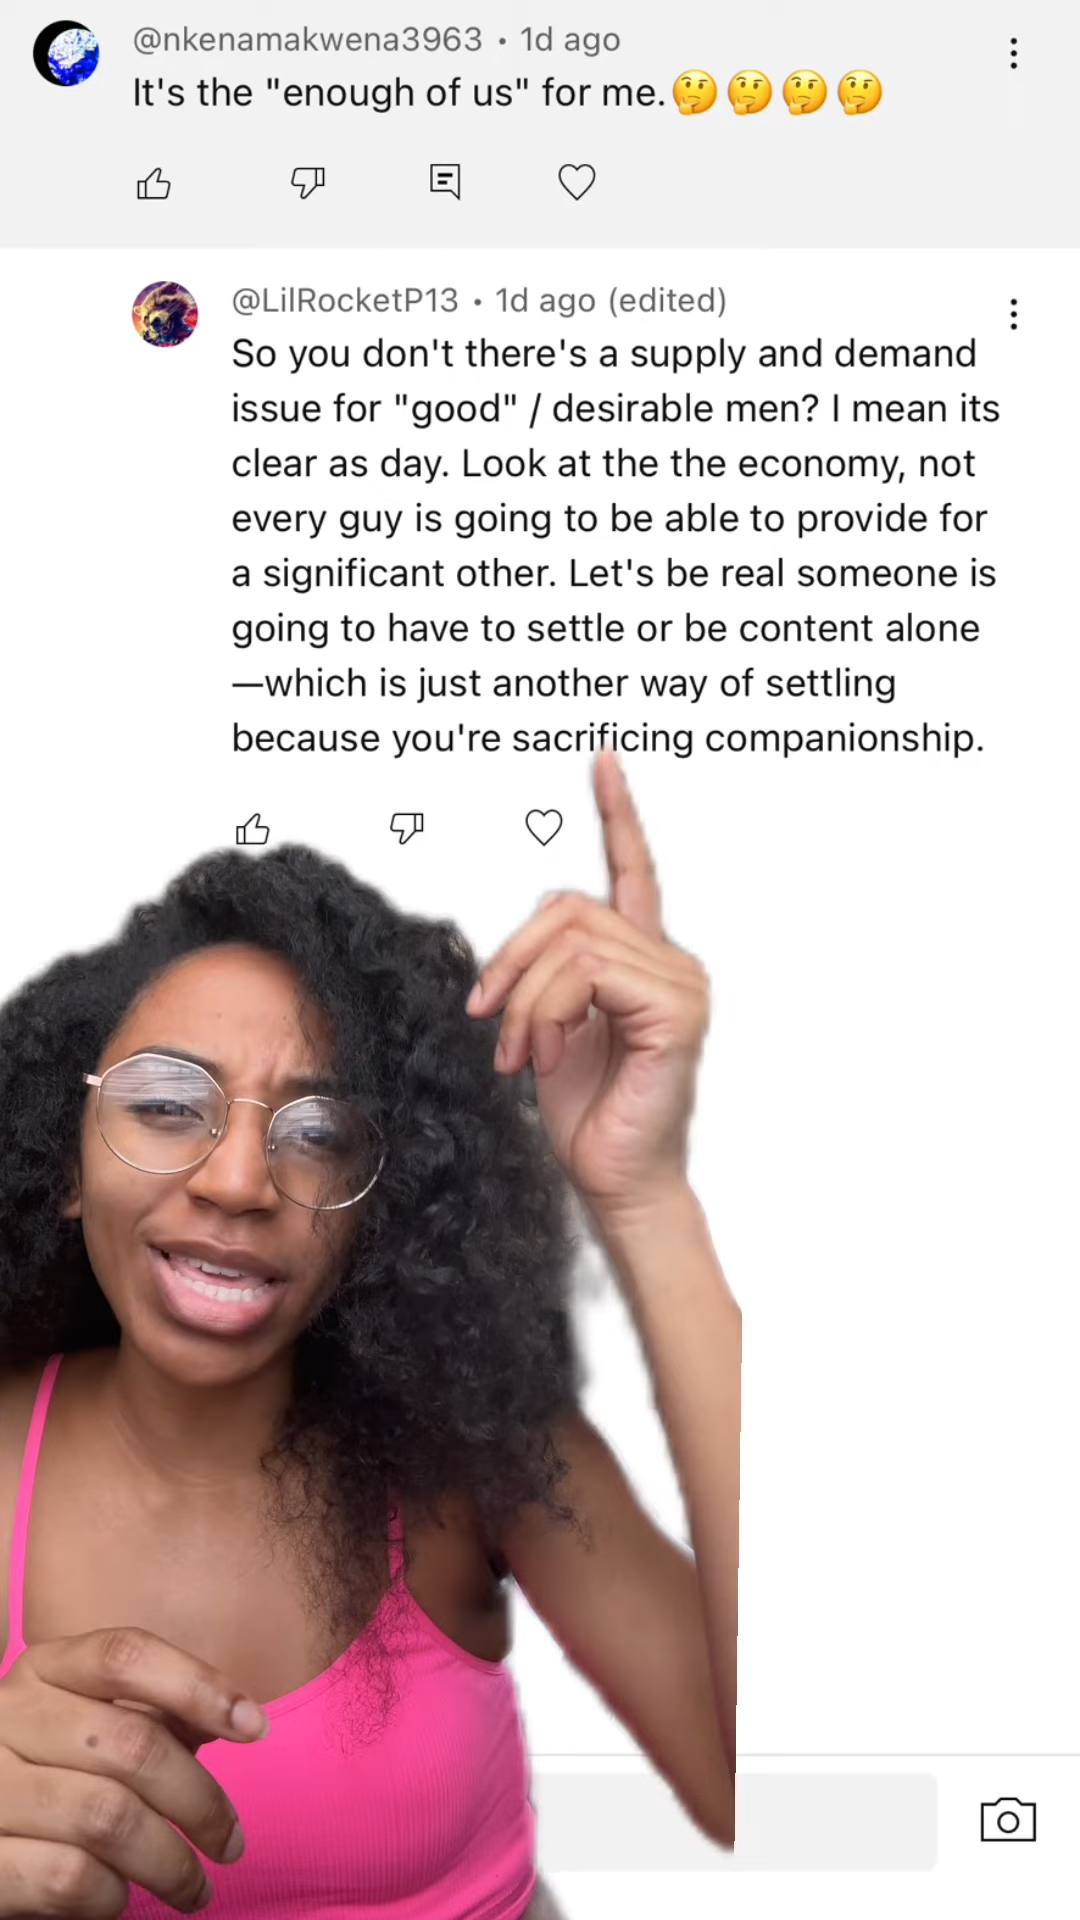 @nkenamakwena3963 • 1d ago
It's the "enough of us" for me.🤔🤔🤔🤔
@LilRocketP13 • 1d ago (edited)
So you don't there's a supply and demand
issue for "good" / desirable men? I mean its
clear as day. Look at the the economy, not
every guy is going to be able to provide for
a significant other. Let's be real someone is
going to have to settle or be content alone
—which is just another way of settling
because you're sacrificing companionship.